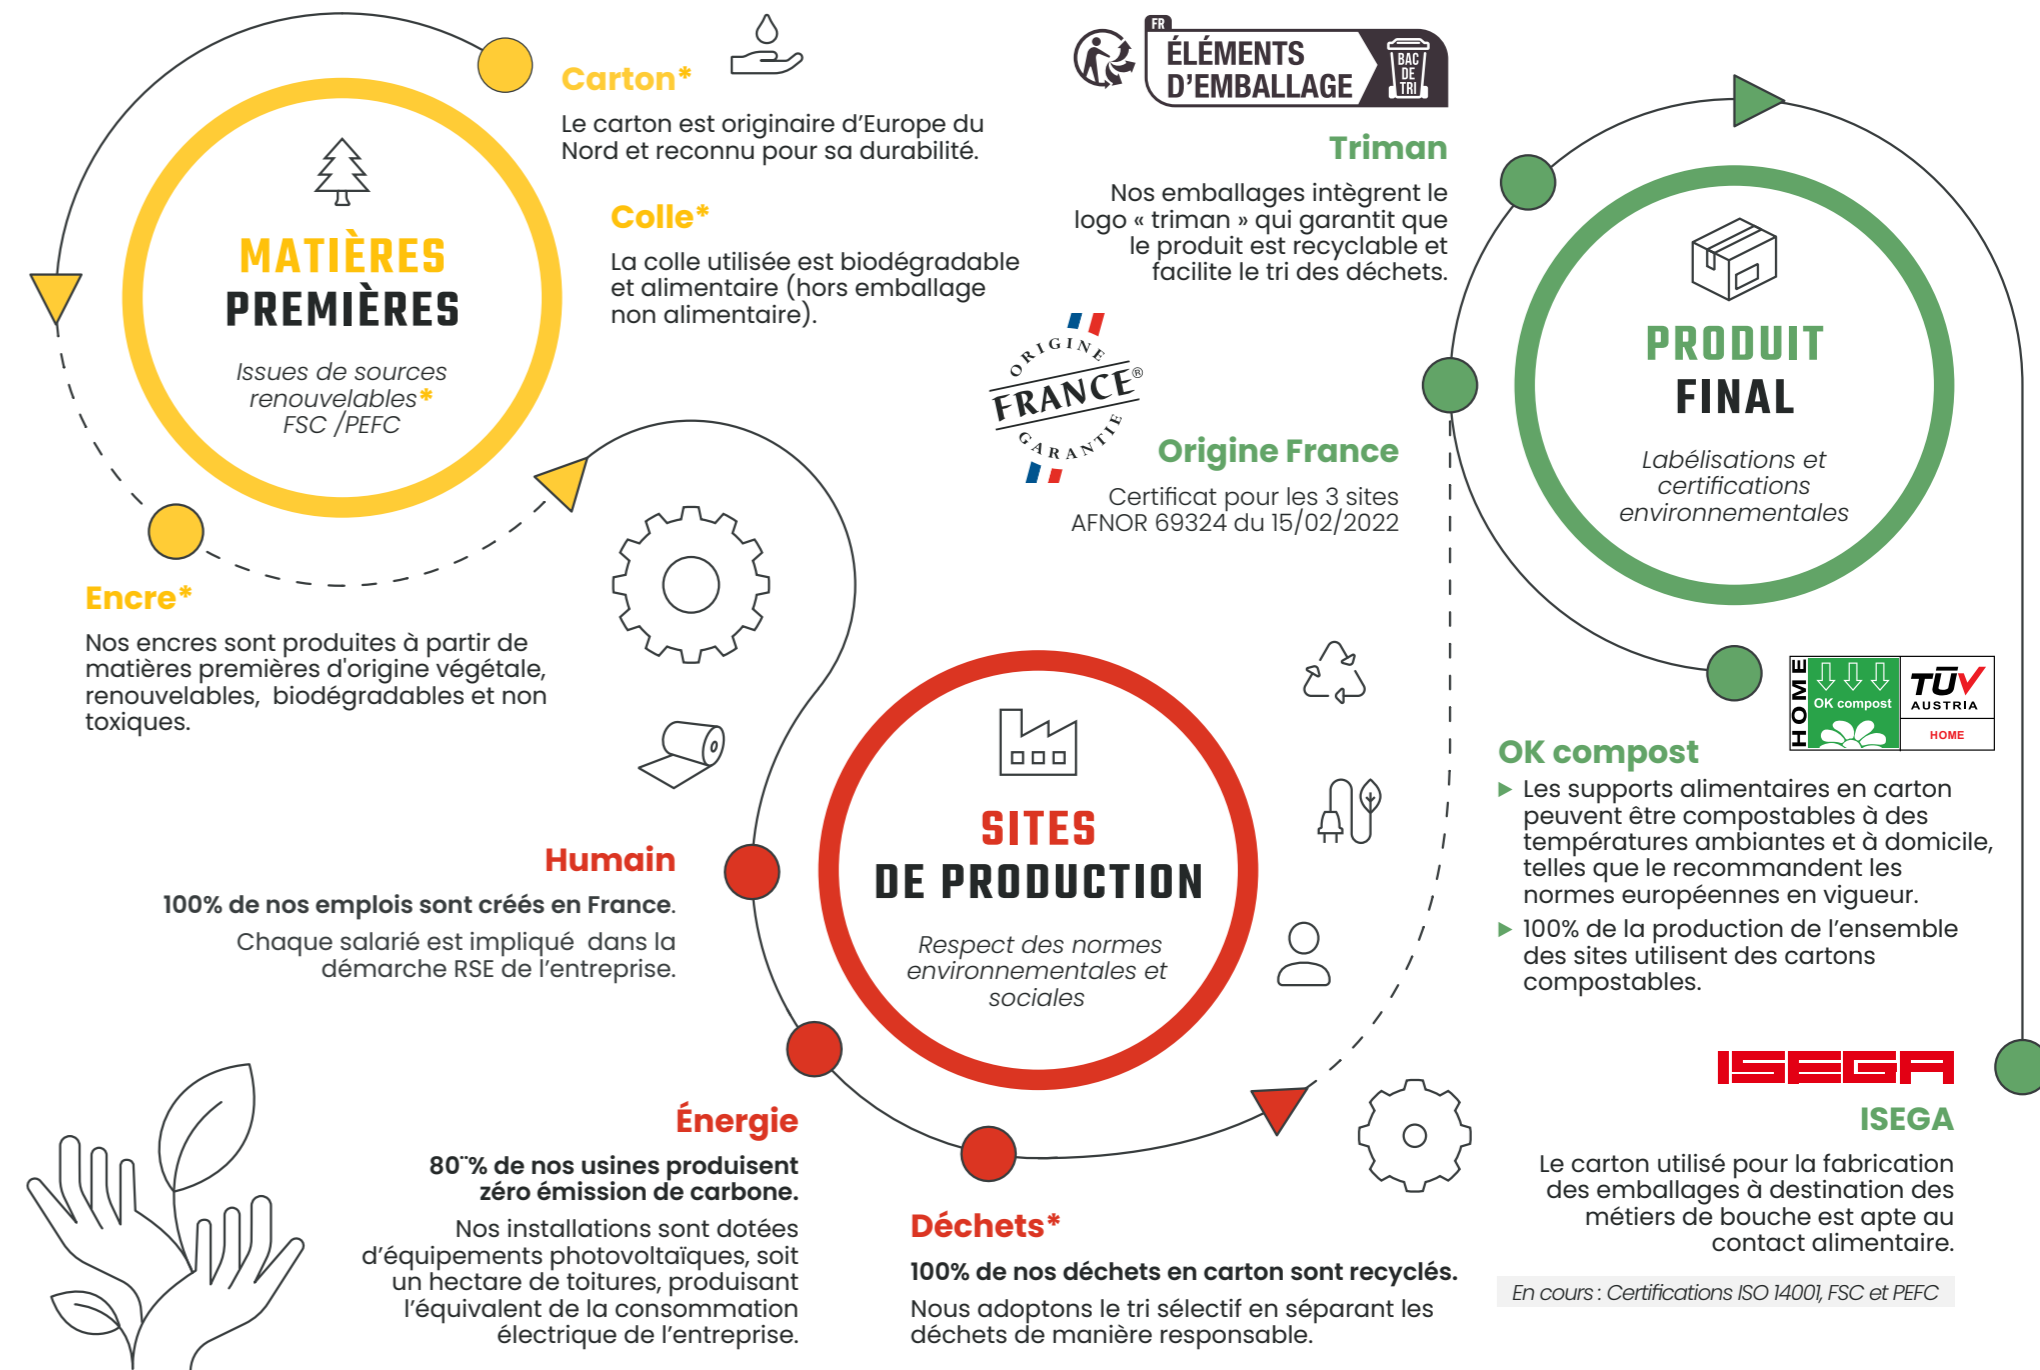 MATIÈRES
PREMIÈRES
Issues de sources
renouvelables*
FSC /PEFC
Carton*
Le carton est originaire d’Europe du
Nord et reconnu pour sa durabilité.
Colle*
La colle utilisée est biodégradable
et alimentaire (hors emballage
non alimentaire).
Encre*
Nos encres sont produites à partir de
matières premières d'origine végétale,
renouvelables, biodégradables et non
toxiques.
SITES
DE PRODUCTION
Respect des normes
environnementales et
sociales
Humain
100% de nos emplois sont créés en France.
Chaque salarié est impliqué dans la
démarche RSE de l’entreprise.
Énergie
80¨% de nos usines produisent
zéro émission de carbone.
Nos installations sont dotées
d’équipements photovoltaïques, soit
un hectare de toitures, produisant
l’équivalent de la consommation
électrique de l’entreprise.
Déchets*
100% de nos déchets en carton sont recyclés.
Nous adoptons le tri sélectif en séparant les
déchets de manière responsable.
PRODUIT
FINAL
Labélisations et
certifications
environnementales
FR
ÉLÉMENTS
D’EMBALLAGE
BAC
DE
TRI
Triman
Nos emballages intègrent le
logo « triman » qui garantit que
le produit est recyclable et
facilite le tri des déchets.
ORIGINE
FRANCE®
GARANTIE
Origine France
Certificat pour les 3 sites
AFNOR 69324 du 15/02/2022
HOME
OK compost
TÜV
AUSTRIA
HOME
OK compost
Les supports alimentaires en carton
peuvent être compostables à des
températures ambiantes et à domicile,
telles que le recommandent les
normes européennes en vigueur.
100% de la production de l’ensemble
des sites utilisent des cartons
compostables.
ISEGA
ISEGA
Le carton utilisé pour la fabrication
des emballages à destination des
métiers de bouche est apte au
contact alimentaire.
En cours : Certifications ISO 14001, FSC et PEFC